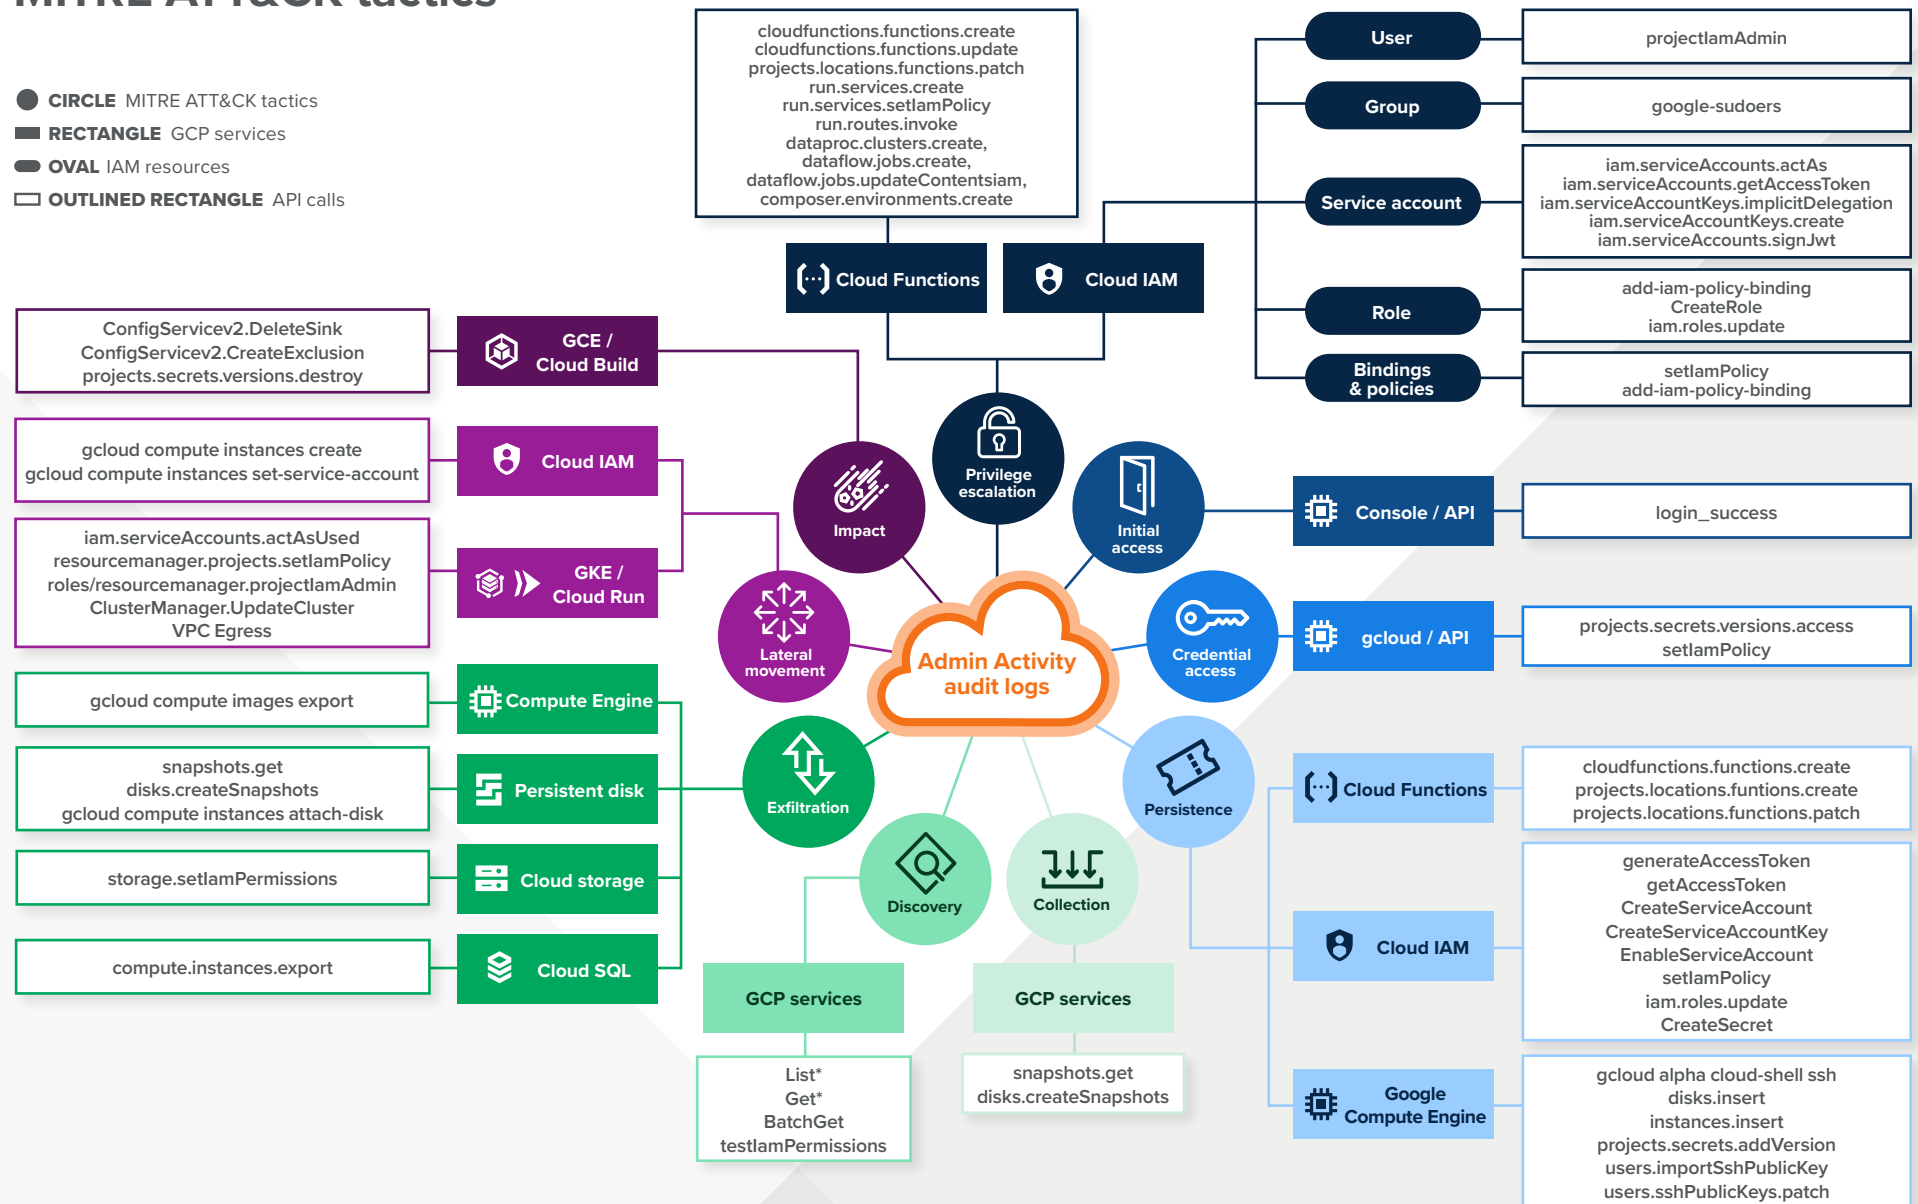 MITRE ATT&CK tactics
CIRCLE MITRE ATT&CK tactics
RECTANGLE GCP services
OVAL IAM resources
OUTLINED RECTANGLE API calls
cloudfunctions.functions.create
cloudfunctions.functions.update
projects.locations.functions.patch
run.services.create
run.services.setIamPolicy
run.routes.invoke
dataproc.clusters.create,
dataflow.jobs.create,
dataflow.jobs.updateContentsiam,
composer.environments.create
Cloud Functions
Cloud IAM
User
projectIamAdmin
Group
google-sudoers
Service account
iam.serviceAccounts.actAs
iam.serviceAccounts.getAccessToken
iam.serviceAccountKeys.implicitDelegation
iam.serviceAccountKeys.create
iam.serviceAccounts.signJwt
Role
add-iam-policy-binding
CreateRole
iam.roles.update
Bindings
& policies
setIamPolicy
add-iam-policy-binding
ConfigServicev2.DeleteSink
ConfigServicev2.CreateExclusion
projects.secrets.versions.destroy
GCE /
Cloud Build
gcloud compute instances create
gcloud compute instances set-service-account
Cloud IAM
iam.serviceAccounts.actAsUsed
resourcemanager.projects.setIamPolicy
roles/resourcemanager.projectIamAdmin
ClusterManager.UpdateCluster
VPC Egress
GKE /
Cloud Run
gcloud compute images export
Compute Engine
snapshots.get
disks.createSnapshots
gcloud compute instances attach-disk
Persistent disk
storage.setIamPermissions
Cloud storage
compute.instances.export
Cloud SQL
Privilege
escalation
Impact
Initial
access
Lateral
movement
Admin Activity
audit logs
Credential
access
Exfiltration
Persistence
Discovery
Collection
Console / API
login_success
gcloud / API
projects.secrets.versions.access
setIamPolicy
Cloud Functions
cloudfunctions.functions.create
projects.locations.funtions.create
projects.locations.functions.patch
Cloud IAM
generateAccessToken
getAccessToken
CreateServiceAccount
CreateServiceAccountKey
EnableServiceAccount
setIamPolicy
iam.roles.update
CreateSecret
Google
Compute Engine
gcloud alpha cloud-shell ssh
disks.insert
instances.insert
projects.secrets.addVersion
users.importSshPublicKey
users.sshPublicKeys.patch
GCP services
List*
Get*
BatchGet
testIamPermissions
GCP services
snapshots.get
disks.createSnapshots